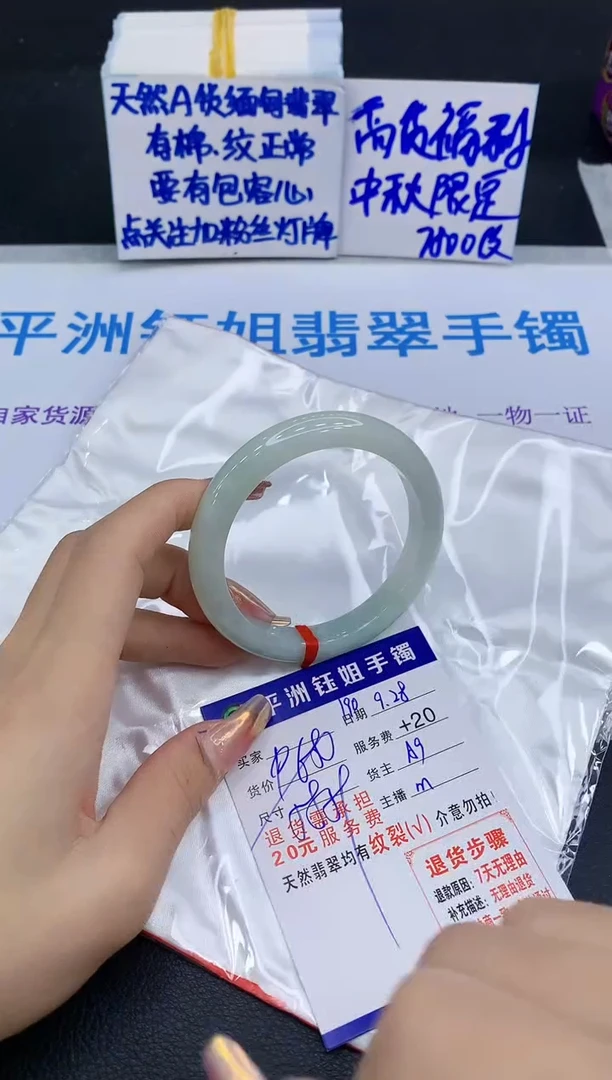 天然A货缅甸翡翠
有棉、纹正常
要有包容心
点关注加粉丝灯牌
高货福利
中秋限定
平洲钰姐翡翠手镯
自家货源
一物一证
平洲钰姐手镯
日期 9.28
买家
服务费 +20
货价
货主 A9
尺寸
主播 m
退货需承担
20元服务费
天然翡翠均有纹裂(√) 介意勿拍!
退货步骤
退款原因:7天无理由
补充描述:无理由退货